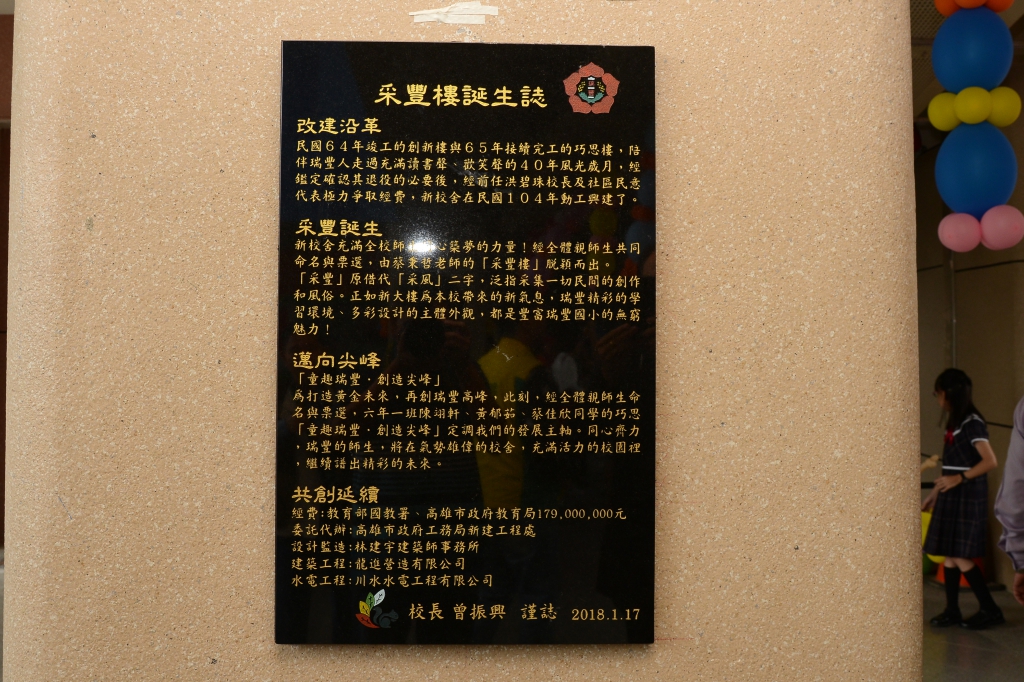 采豐樓誕生誌
改建沿革
民國64年竣工的創新樓與65年接續完工的巧思樓，陪
伴瑞豐人走過充滿讀書聲、歡笑聲的40年風光歲月，經
鑑定確認其退役的必要後，經前任洪碧珠校長及社區民意
代表極力爭取經費，新校舍在民國104年動工興建了。
采豐誕生
新校舍充滿全校師 心築夢的力量！經全體親師生共同
命名與票選，由蔡秉哲老師的「采豐樓」脫穎而出。
「采豐」原借代「采風」二字，泛指采集一切民間的創作
和風俗。正如新大樓為本校帶來的新氣息，瑞豐精彩的學
習環境、多彩設計的主體外觀，都是豐富瑞豐國小的無窮
魅力！
邁向尖峰
「童趣瑞豐．創造尖峰」
為打造黃金未來，再創瑞豐高峰，此刻，經全體親師生命
名與票選，六年一班陳翊軒、黃郁茹、蔡佳欣同學的巧思
「童趣瑞豐．創造尖峰」定調我們的發展主軸。同心齊力
，瑞豐的師生，將在氣勢雄偉的校舍，充滿活力的校園裡
，繼續譜出精彩的未來。
共創延續
經費:教育部國教署、高雄市政府教育局179,000,000元
委託代辦:高雄市政府工務局新建工程處
設計監造:林建宇建築師事務所
建築工程:龍進營造有限公司
水電工程:川水水電工程有限公司
校長 曾振興 謹誌 2018.1.17